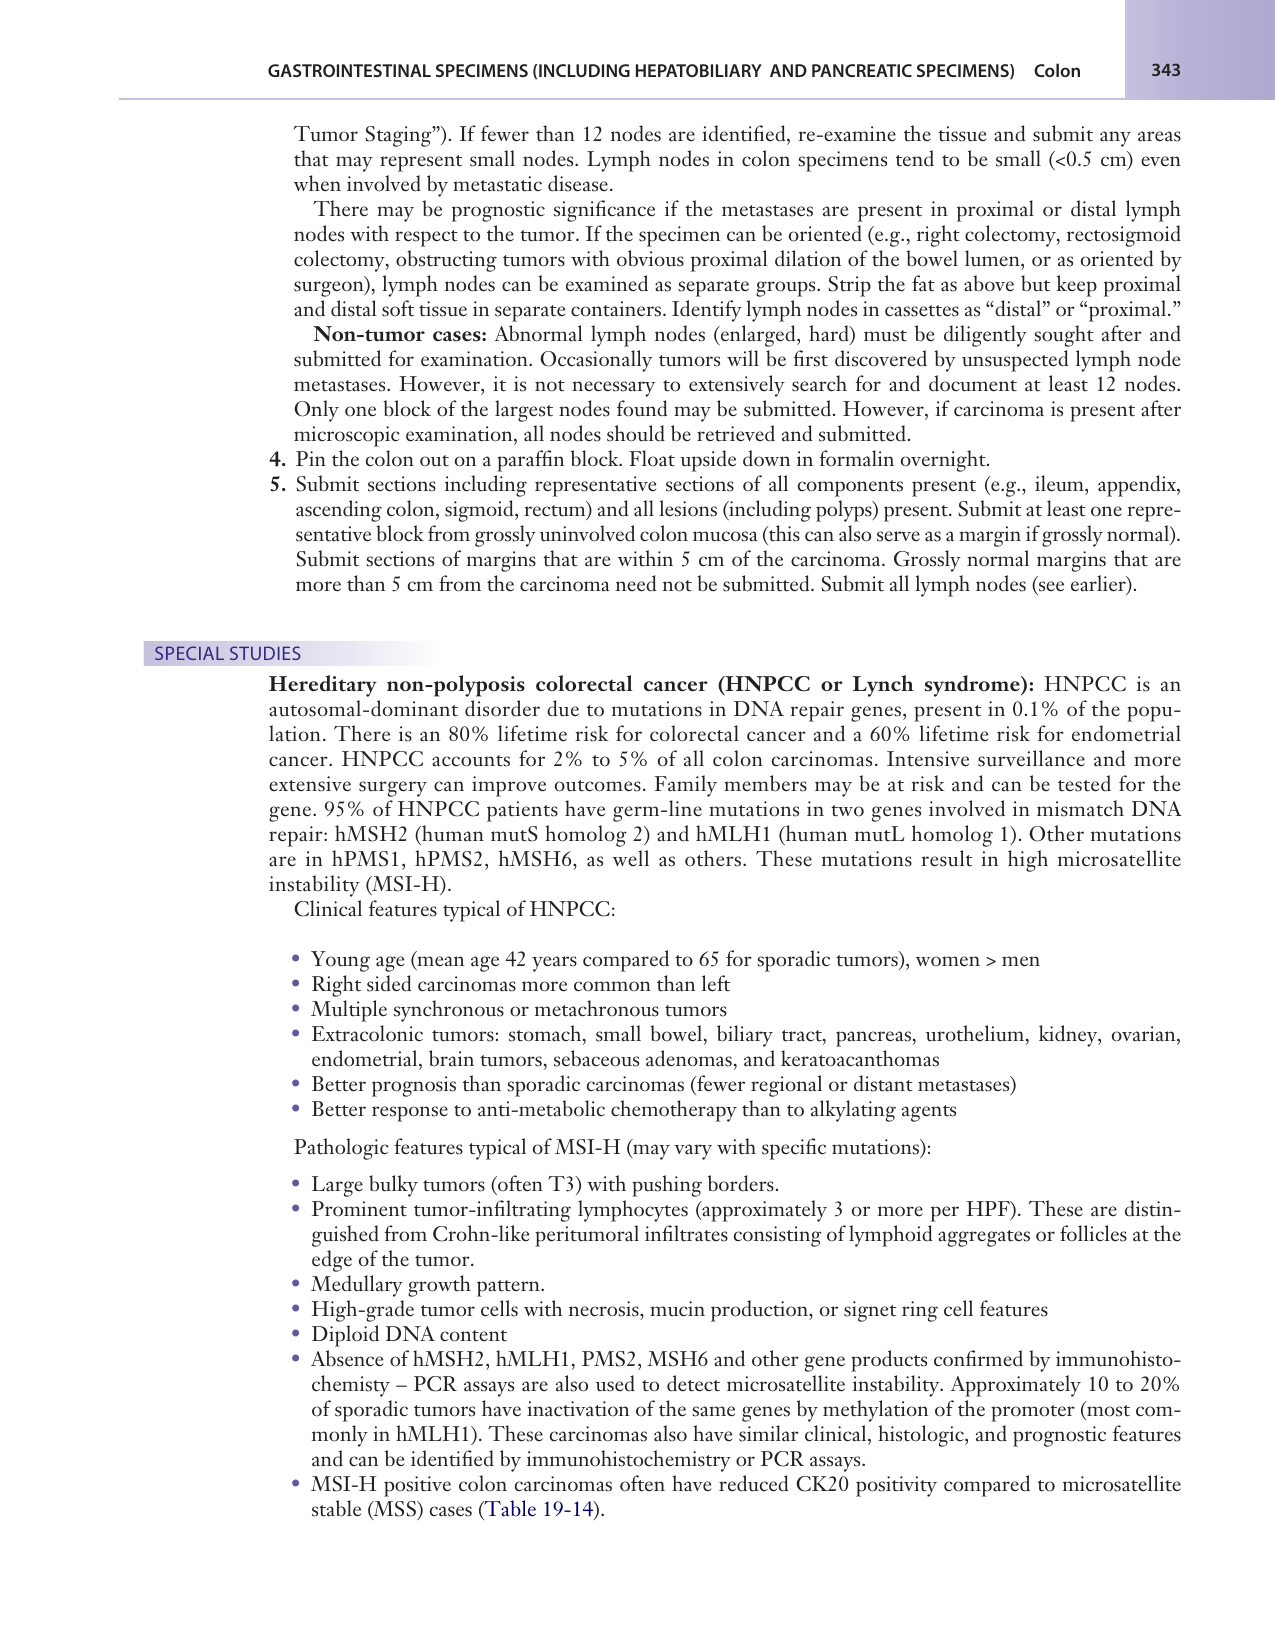 GASTROINTESTINAL SPECIMENS (INCLUDING HEPATOBILIARY AND PANCREATIC SPECIMENS) Colon 343
Tumor Staging”). If fewer than 12 nodes are identified, re-examine the tissue and submit any areas
that may represent small nodes. Lymph nodes in colon specimens tend to be small (<0.5 cm) even
when involved by metastatic disease.
There may be prognostic significance if the metastases are present in proximal or distal lymph
nodes with respect to the tumor. If the specimen can be oriented (e.g., right colectomy, rectosigmoid
colectomy, obstructing tumors with obvious proximal dilation of the bowel lumen, or as oriented by
surgeon), lymph nodes can be examined as separate groups. Strip the fat as above but keep proximal
and distal soft tissue in separate containers. Identify lymph nodes in cassettes as “distal” or “proximal.”
Non-tumor cases: Abnormal lymph nodes (enlarged, hard) must be diligently sought after and
submitted for examination. Occasionally tumors will be first discovered by unsuspected lymph node
metastases. However, it is not necessary to extensively search for and document at least 12 nodes.
Only one block of the largest nodes found may be submitted. However, if carcinoma is present after
microscopic examination, all nodes should be retrieved and submitted.
4. Pin the colon out on a paraffin block. Float upside down in formalin overnight.
5. Submit sections including representative sections of all components present (e.g., ileum, appendix,
ascending colon, sigmoid, rectum) and all lesions (including polyps) present. Submit at least one repre-
sentative block from grossly uninvolved colon mucosa (this can also serve as a margin if grossly normal).
Submit sections of margins that are within 5 cm of the carcinoma. Grossly normal margins that are
more than 5 cm from the carcinoma need not be submitted. Submit all lymph nodes (see earlier).
SPECIAL STUDIES
Hereditary non-polyposis colorectal cancer (HNPCC or Lynch syndrome): HNPCC is an
autosomal-dominant disorder due to mutations in DNA repair genes, present in 0.1% of the popu-
lation. There is an 80% lifetime risk for colorectal cancer and a 60% lifetime risk for endometrial
cancer. HNPCC accounts for 2% to 5% of all colon carcinomas. Intensive surveillance and more
extensive surgery can improve outcomes. Family members may be at risk and can be tested for the
gene. 95% of HNPCC patients have germ-line mutations in two genes involved in mismatch DNA
repair: hMSH2 (human mutS homolog 2) and hMLH1 (human mutL homolog 1). Other mutations
are in hPMS1, hPMS2, hMSH6, as well as others. These mutations result in high microsatellite
instability (MSI-H).
Clinical features typical of HNPCC:
• Young age (mean age 42 years compared to 65 for sporadic tumors), women > men
• Right sided carcinomas more common than left
• Multiple synchronous or metachronous tumors
• Extracolonic tumors: stomach, small bowel, biliary tract, pancreas, urothelium, kidney, ovarian,
endometrial, brain tumors, sebaceous adenomas, and keratoacanthomas
• Better prognosis than sporadic carcinomas (fewer regional or distant metastases)
• Better response to anti-metabolic chemotherapy than to alkylating agents
Pathologic features typical of MSI-H (may vary with specific mutations):
• Large bulky tumors (often T3) with pushing borders.
• Prominent tumor-infiltrating lymphocytes (approximately 3 or more per HPF). These are distin-
guished from Crohn-like peritumoral infiltrates consisting of lymphoid aggregates or follicles at the
edge of the tumor.
• Medullary growth pattern.
• High-grade tumor cells with necrosis, mucin production, or signet ring cell features
• Diploid DNA content
• Absence of hMSH2, hMLH1, PMS2, MSH6 and other gene products confirmed by immunohisto-
chemisty – PCR assays are also used to detect microsatellite instability. Approximately 10 to 20%
of sporadic tumors have inactivation of the same genes by methylation of the promoter (most com-
monly in hMLH1). These carcinomas also have similar clinical, histologic, and prognostic features
and can be identified by immunohistochemistry or PCR assays.
• MSI-H positive colon carcinomas often have reduced CK20 positivity compared to microsatellite
stable (MSS) cases (Table 19-14).